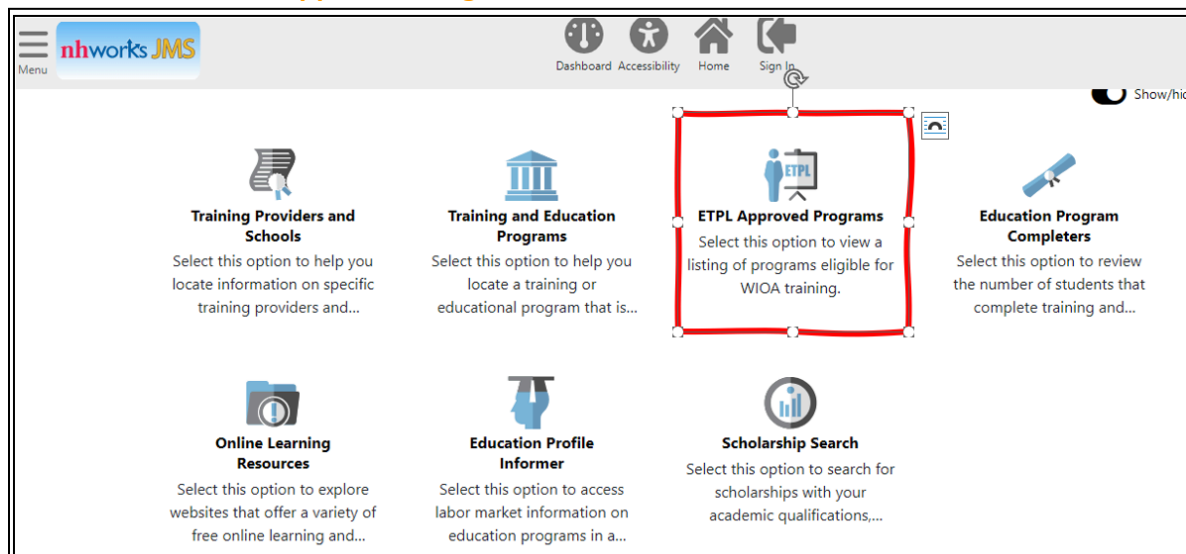 Menu
nhworks JMS
Dashboard
Accessibility
Home
Sign In
Show/hid
Training Providers and
Schools
Select this option to help you
locate information on specific
training providers and...
Training and Education
Programs
Select this option to help you
locate a training or
educational program that is...
ETPL
ETPL Approved Programs
Select this option to view a
listing of programs eligible for
WIOA training.
Education Program
Completers
Select this option to review
the number of students that
complete training and...
Online Learning
Resources
Select this option to explore
websites that offer a variety of
free online learning and...
Education Profile
Informer
Select this option to access
labor market information on
education programs in a...
Scholarship Search
Select this option to search for
scholarships with your
academic qualifications,...